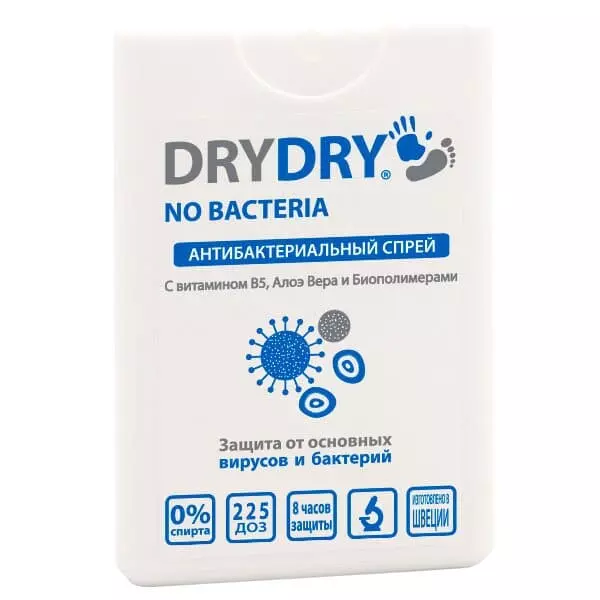 DRYDRY®
NO BACTERIA
АНТИБАКТЕРИАЛЬНЫЙ СПРЕЙ
С витамином B5, Алоэ Вера и Биополимерами
Защита от основных
вирусов и бактерий
0%
спирта
225
ДОЗ
8 часов
защиты
ИЗГОТОВЛЕНО В
ШВЕЦИИ